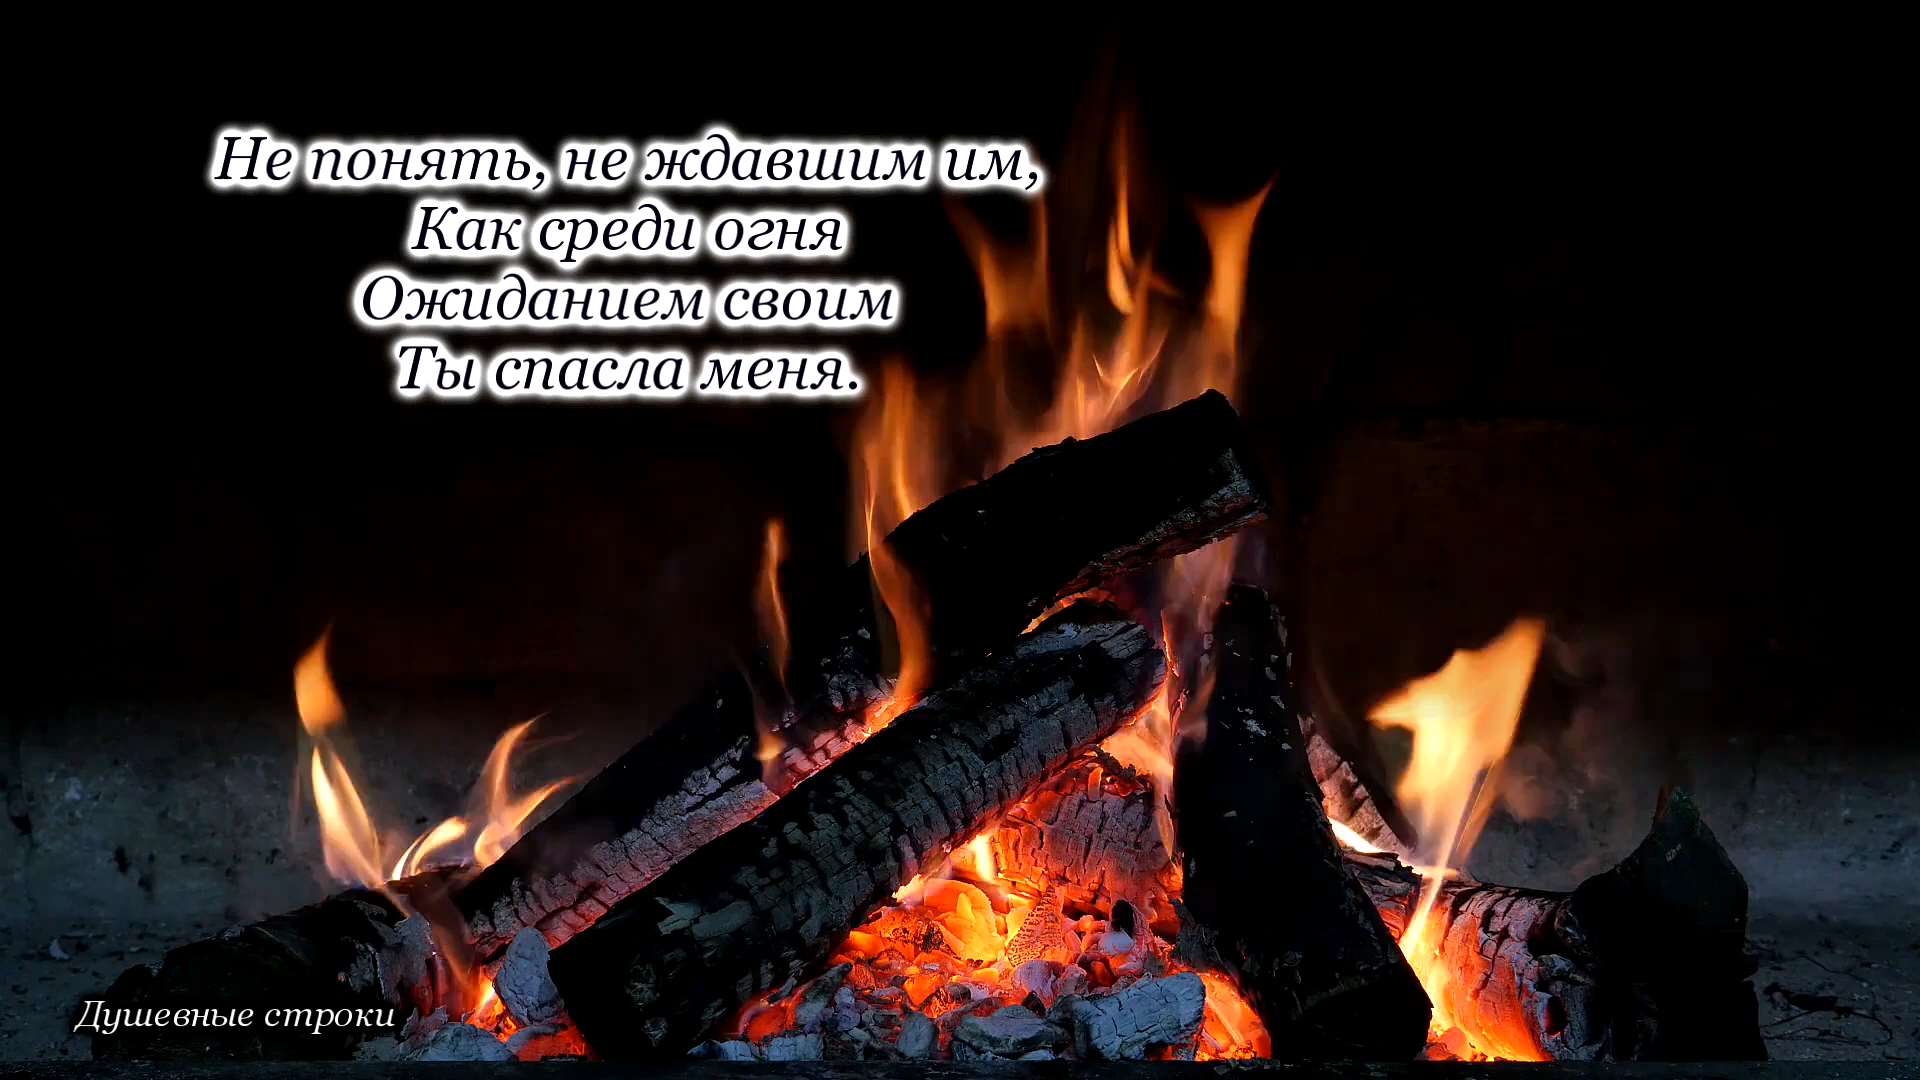 Не понять, не ждавшим им,
Как среди огня
Ожиданием своим
Ты спасла меня.
Душевные строки